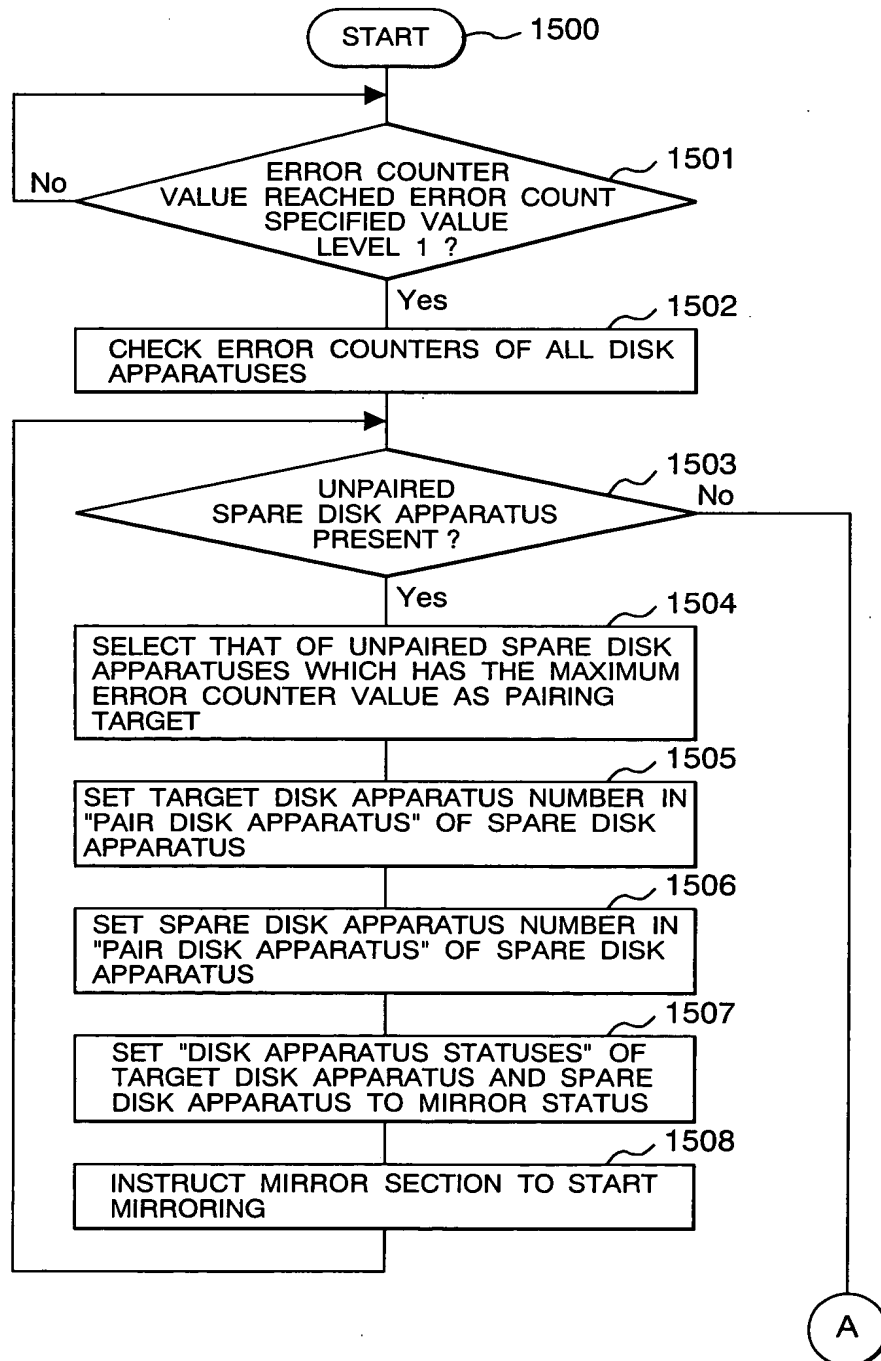 START
1500
ERROR COUNTER
VALUE REACHED ERROR COUNT
SPECIFIED VALUE
LEVEL 1 ?
1501
No
Yes
1502
CHECK ERROR COUNTERS OF ALL DISK
APPARATUSES
1503
UNPAIRED
SPARE DISK APPARATUS
PRESENT ?
No
Yes
1504
SELECT THAT OF UNPAIRED SPARE DISK
APPARATUSES WHICH HAS THE MAXIMUM
ERROR COUNTER VALUE AS PAIRING
TARGET
1505
SET TARGET DISK APPARATUS NUMBER IN
"PAIR DISK APPARATUS" OF SPARE DISK
APPARATUS
1506
SET SPARE DISK APPARATUS NUMBER IN
"PAIR DISK APPARATUS" OF SPARE DISK
APPARATUS
1507
SET "DISK APPARATUS STATUSES" OF
TARGET DISK APPARATUS AND SPARE
DISK APPARATUS TO MIRROR STATUS
1508
INSTRUCT MIRROR SECTION TO START
MIRRORING
A